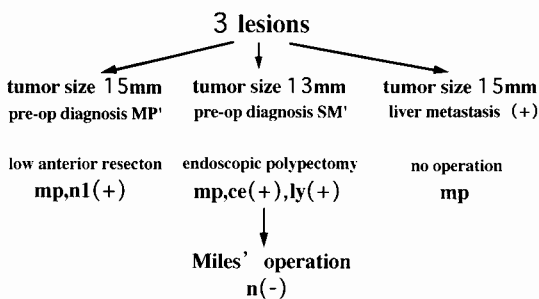 3 lesions
tumor size 15mm
pre-op diagnosis MP'
low anterior resecton
mp,n1(+)
tumor size 13mm
pre-op diagnosis SM'
endoscopic polypectomy
mp,ce(+),ly(+)
Miles' operation
n(-)
tumor size 15mm
liver metastasis (+)
no operation
mp